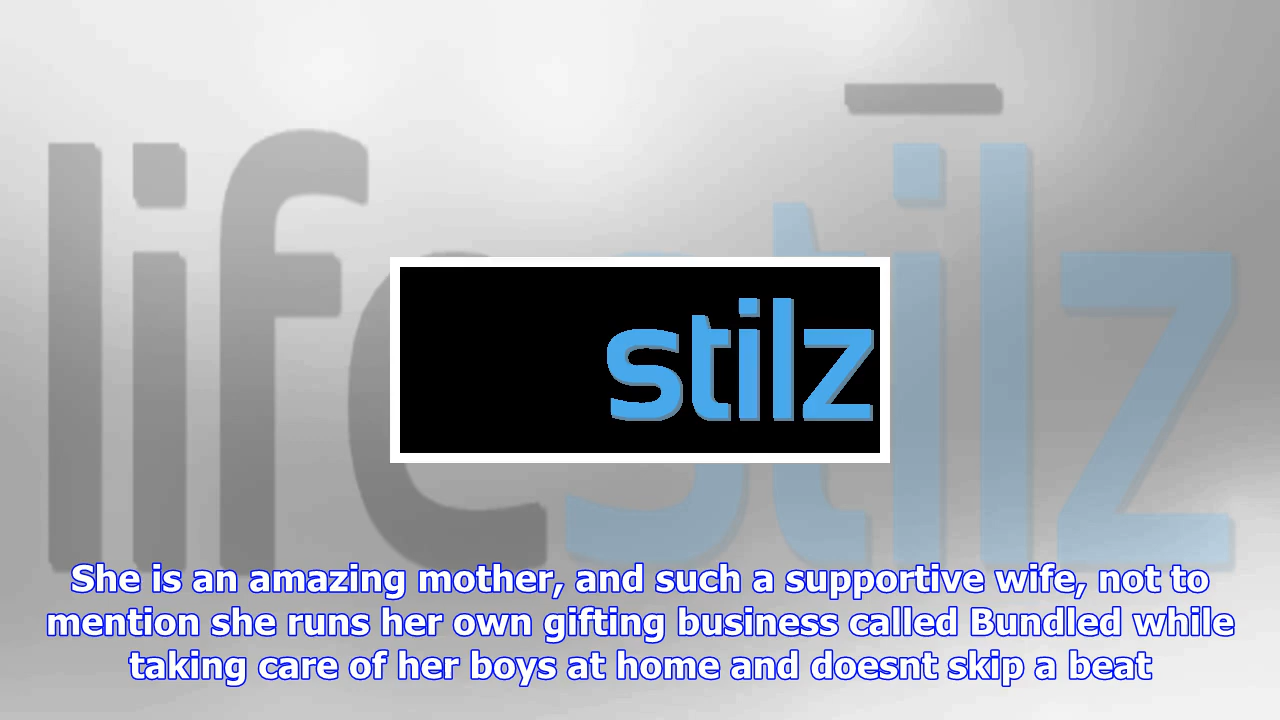 lifestilz
stilz
She is an amazing mother, and such a supportive wife, not to
mention she runs her own gifting business called Bundled while
taking care of her boys at home and doesnt skip a beat